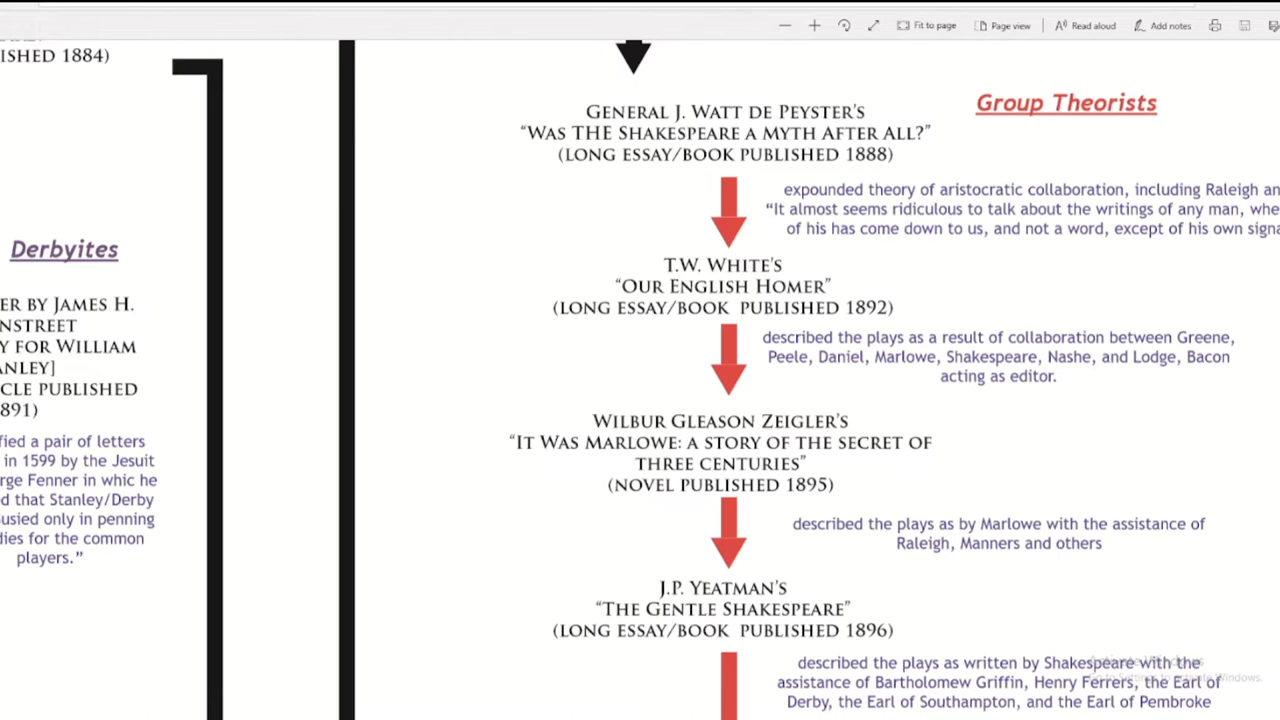 Fit to page
Page view
Read aloud
Add notes
ISHED 1884)
Derbyites
ER BY JAMES H.
NSTREET
Y FOR WILLIAM
ANLEY]
CLE PUBLISHED
891)
fied a pair of letters
in 1599 by the Jesuit
rge Fenner in whic he
d that Stanley/Derby
usied only in penning
dies for the common
players.”
Group Theorists
GENERAL J. WATT DE PEYSTER’S
“WAS THE SHAKESPEARE A MYTH AFTER ALL?”
(LONG ESSAY/BOOK PUBLISHED 1888)
expounded theory of aristocratic collaboration, including Raleigh an
“It almost seems ridiculous to talk about the writings of any man, whe
of his has come down to us, and not a word, except of his own signa
T.W. WHITE’S
“OUR ENGLISH HOMER”
(LONG ESSAY/BOOK PUBLISHED 1892)
described the plays as a result of collaboration between Greene,
Peele, Daniel, Marlowe, Shakespeare, Nashe, and Lodge, Bacon
acting as editor.
WILBUR GLEASON ZEIGLER’S
“IT WAS MARLOWE: A STORY OF THE SECRET OF
THREE CENTURIES”
(NOVEL PUBLISHED 1895)
described the plays as by Marlowe with the assistance of
Raleigh, Manners and others
J.P. YEATMAN’S
“THE GENTLE SHAKESPEARE”
(LONG ESSAY/BOOK PUBLISHED 1896)
described the plays as written by Shakespeare with the
assistance of Bartholomew Griffin, Henry Ferrers, the Earl of
Derby, the Earl of Southampton, and the Earl of Pembroke
Activate Windows
Go to Settings to activate Windows.